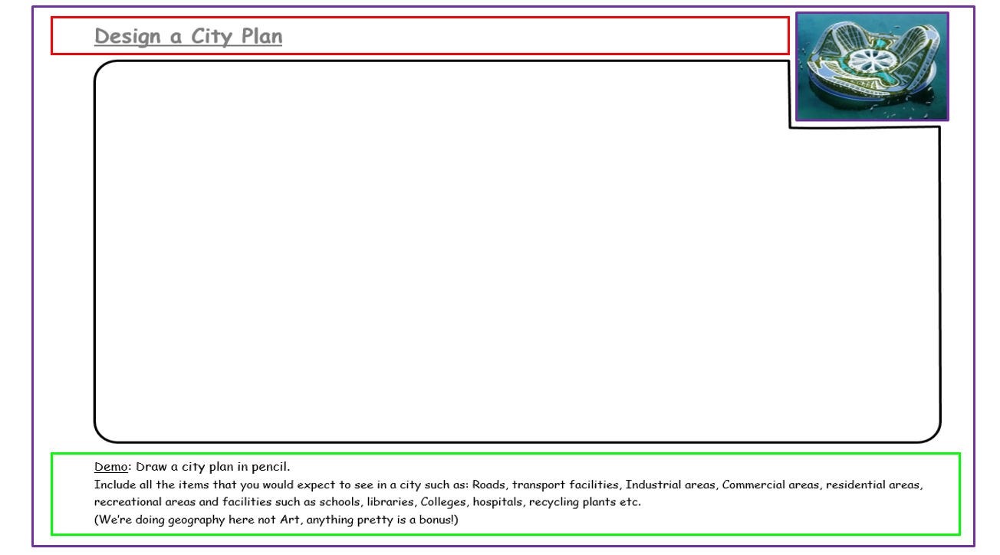 Design a City Plan
Demo: Draw a city plan in pencil.
Include all the items that you would expect to see in a city such as: Roads, transport facilities, Industrial areas, Commercial areas, residential areas,
recreational areas and facilities such as schools, libraries, Colleges, hospitals, recycling plants etc.
(We're doing geography here not Art, anything pretty is a bonus!)